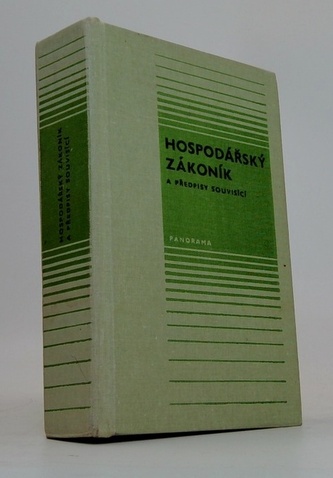 HOSPODÁŘSKÝ
ZÁKONÍK
A PŘEDPISY SOUVISÍCÍ
PANORAMA
HOSPODÁŘSKÝ ZÁKONÍK
A PŘEDPISY SOUVISÍCÍ